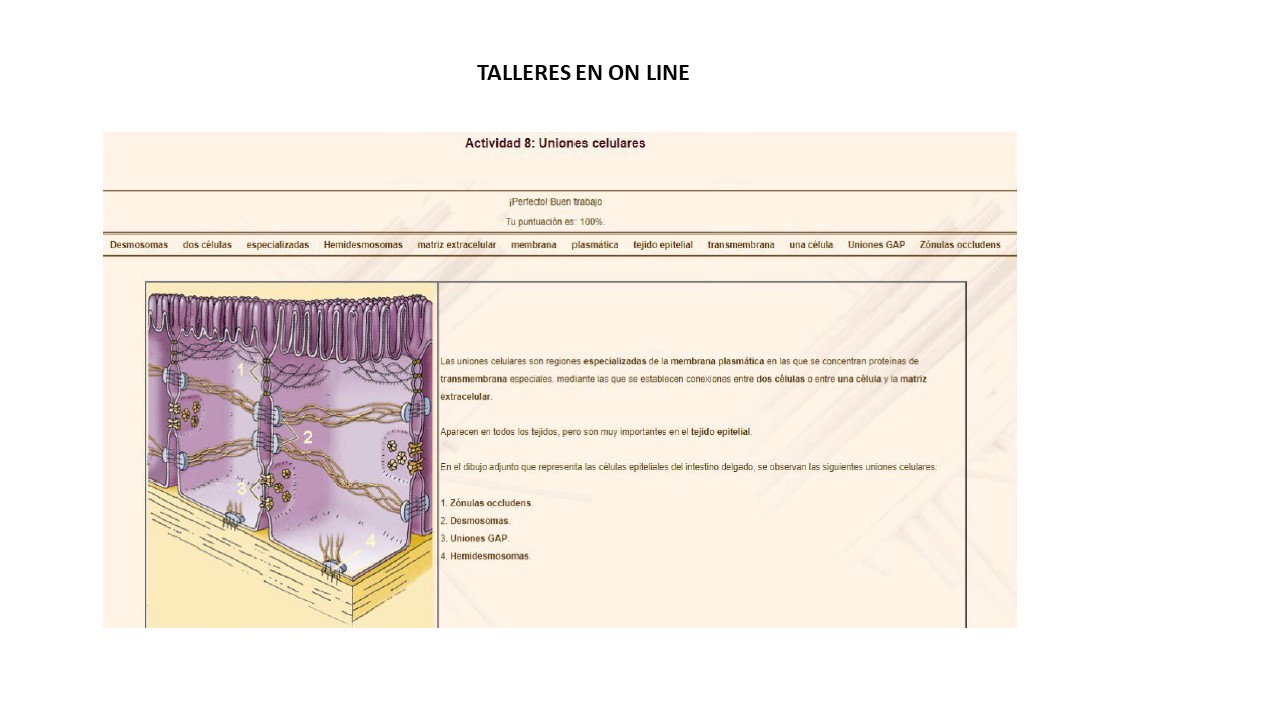 TALLERES EN ON LINE
Actividad 8: Uniones celulares
¡Perfecto! Buen trabajo
Tu puntuación es: 100%.
Desmosomas dos células especializadas Hemidesmosomas matriz extracelular membrana plasmática tejido epitelial transmembrana una célula Uniones GAP Zónulas occludens
Las uniones celulares son regiones especializadas de la membrana plasmática en las que se concentran proteínas de
transmembrana especiales, mediante las que se establecen conexiones entre dos células o entre una célula y la matriz
extracelular.
Aparecen en todos los tejidos, pero son muy importantes en el tejido epitelial.
En el dibujo adjunto que representa las células epiteliales del intestino delgado, se observan las siguientes uniones celulares:
1. Zónulas occludens.
2. Desmosomas.
3. Uniones GAP.
4. Hemidesmosomas.
1
2
3
4